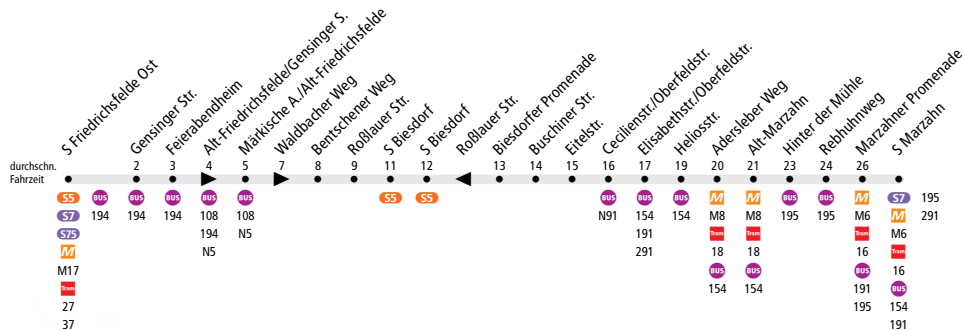 S Friedrichsfelde Ost
Gensinger Str.
Feierabendheim
Alt-Friedrichsfelde/Gensinger S.
Märkische A./Alt-Friedrichsfelde
Waldbacher Weg
Bentschener Weg
Roßlauer Str.
S Biesdorf
S Biesdorf
Roßlauer Str.
Biesdorfer Promenade
Buschiner Str.
Eitelstr.
Cecilienstr./Oberfeldstr.
Elisabethstr./Oberfeldstr.
Heliosstr.
Adersleber Weg
Alt-Marzahn
Hinter der Mühle
Rebhuhnweg
Marzahner Promenade
S Marzahn
durchschn. 2 3 4 5 7 8 9 11 12 13 14 15 16 17 19 20 21 23 24 26
Fahrzeit
S5 BUS BUS BUS BUS BUS S5 S5 BUS BUS BUS M M BUS BUS M S7 195
S7 194 194 194 108 108 N91 154 154 M8 M8 195 195 M6 M 291
S75 194 N5 191 Tram Tram Tram M6
M N5 291 18 18 16 Tram
M17 BUS BUS BUS 16
Tram 154 154 191 BUS
27 195 154
37 191